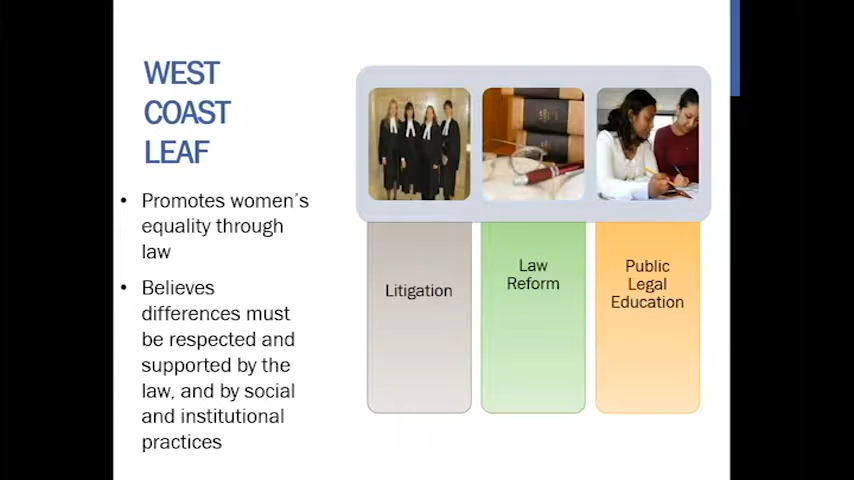 WEST
COAST
LEAF
• Promotes women's
equality through
law
• Believes
differences must
be respected and
supported by the
law, and by social
and institutional
practices
Litigation
Law
Reform
Public
Legal
Education